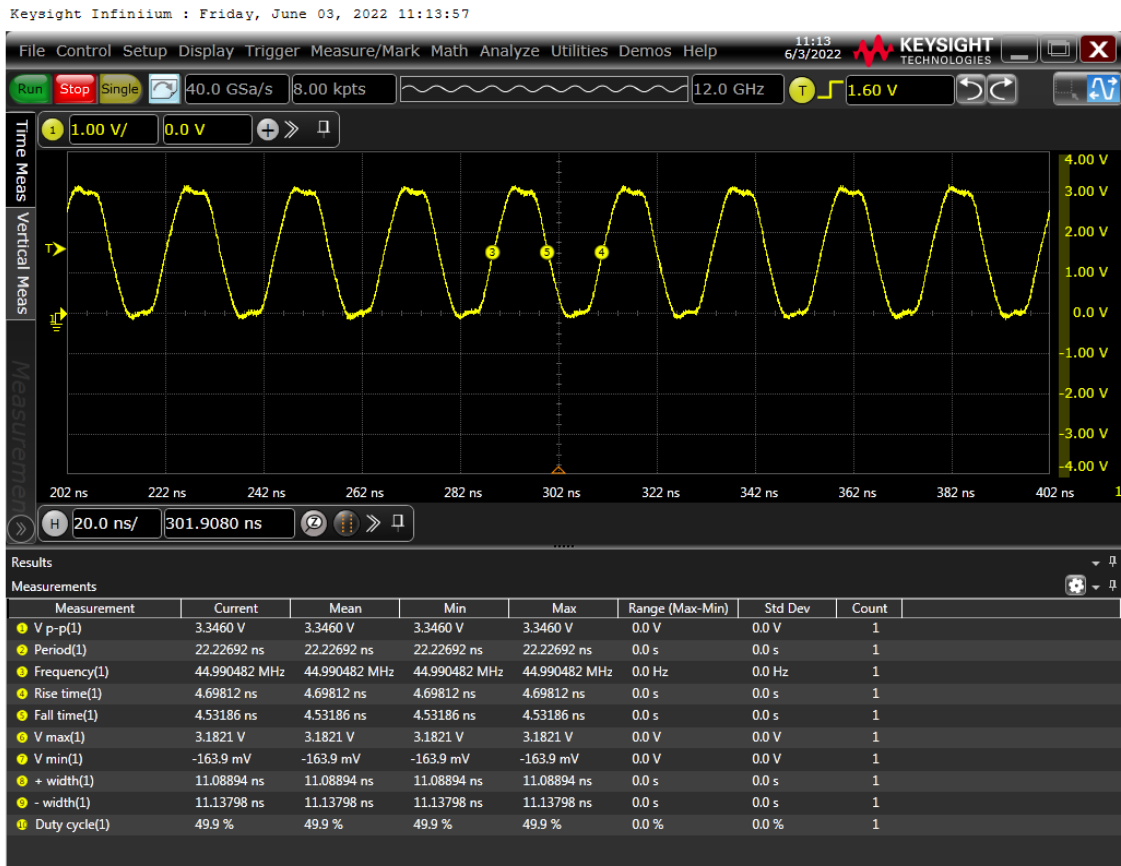 Keysight Infiniium : Friday, June 03, 2022 11:13:57
File Control Setup Display Trigger Measure/Mark Math Analyze Utilities Demos Help
11:13
6/3/2022
KEYSIGHT
TECHNOLOGIES
Run Stop Single 40.0 GSa/s 8.00 kpts 12.0 GHz T 1.60 V
Time Meas
Vertical Meas
Measuremen
1 1.00 V/ 0.0 V
4.00 V
3.00 V
2.00 V
1.00 V
0.0 V
-1.00 V
-2.00 V
-3.00 V
-4.00 V
T
1
3 5 4
202 ns 222 ns 242 ns 262 ns 282 ns 302 ns 322 ns 342 ns 362 ns 382 ns 402 ns 1
H 20.0 ns/ 301.9080 ns Z
Results
Measurements
Measurement Current Mean Min Max Range (Max-Min) Std Dev Count
1 V p-p(1) 3.3460 V 3.3460 V 3.3460 V 3.3460 V 0.0 V 0.0 V 1
2 Period(1) 22.22692 ns 22.22692 ns 22.22692 ns 22.22692 ns 0.0 s 0.0 s 1
3 Frequency(1) 44.990482 MHz 44.990482 MHz 44.990482 MHz 44.990482 MHz 0.0 Hz 0.0 Hz 1
4 Rise time(1) 4.69812 ns 4.69812 ns 4.69812 ns 4.69812 ns 0.0 s 0.0 s 1
5 Fall time(1) 4.53186 ns 4.53186 ns 4.53186 ns 4.53186 ns 0.0 s 0.0 s 1
6 V max(1) 3.1821 V 3.1821 V 3.1821 V 3.1821 V 0.0 V 0.0 V 1
7 V min(1) -163.9 mV -163.9 mV -163.9 mV -163.9 mV 0.0 V 0.0 V 1
8 + width(1) 11.08894 ns 11.08894 ns 11.08894 ns 11.08894 ns 0.0 s 0.0 s 1
9 - width(1) 11.13798 ns 11.13798 ns 11.13798 ns 11.13798 ns 0.0 s 0.0 s 1
10 Duty cycle(1) 49.9 % 49.9 % 49.9 % 49.9 % 0.0 % 0.0 % 1